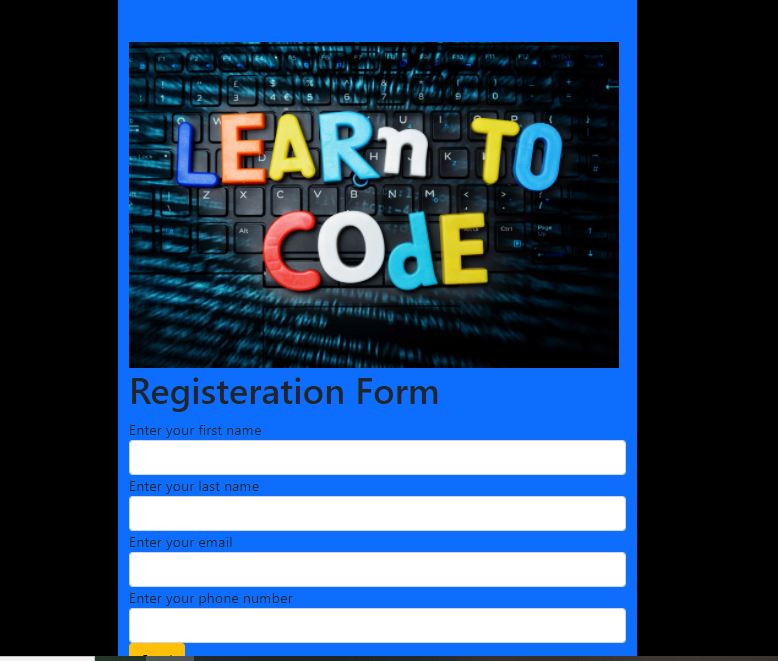 LEARn TO
COdE
Registeration Form
Enter your first name
Enter your last name
Enter your email
Enter your phone number